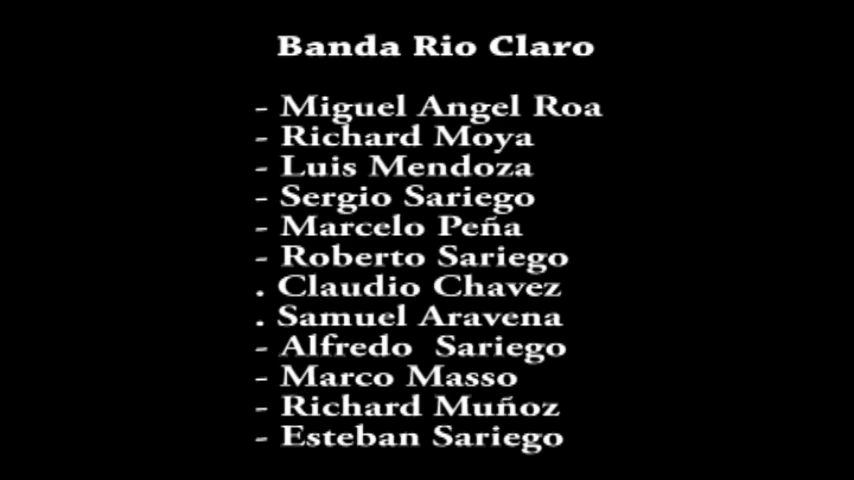 Banda Rio Claro
- Miguel Angel Roa
- Richard Moya
- Luis Mendoza
- Sergio Sariego
- Marcelo Peña
- Roberto Sariego
. Claudio Chavez
. Samuel Aravena
- Alfredo  Sariego
- Marco Masso
- Richard Muñoz
- Esteban Sariego